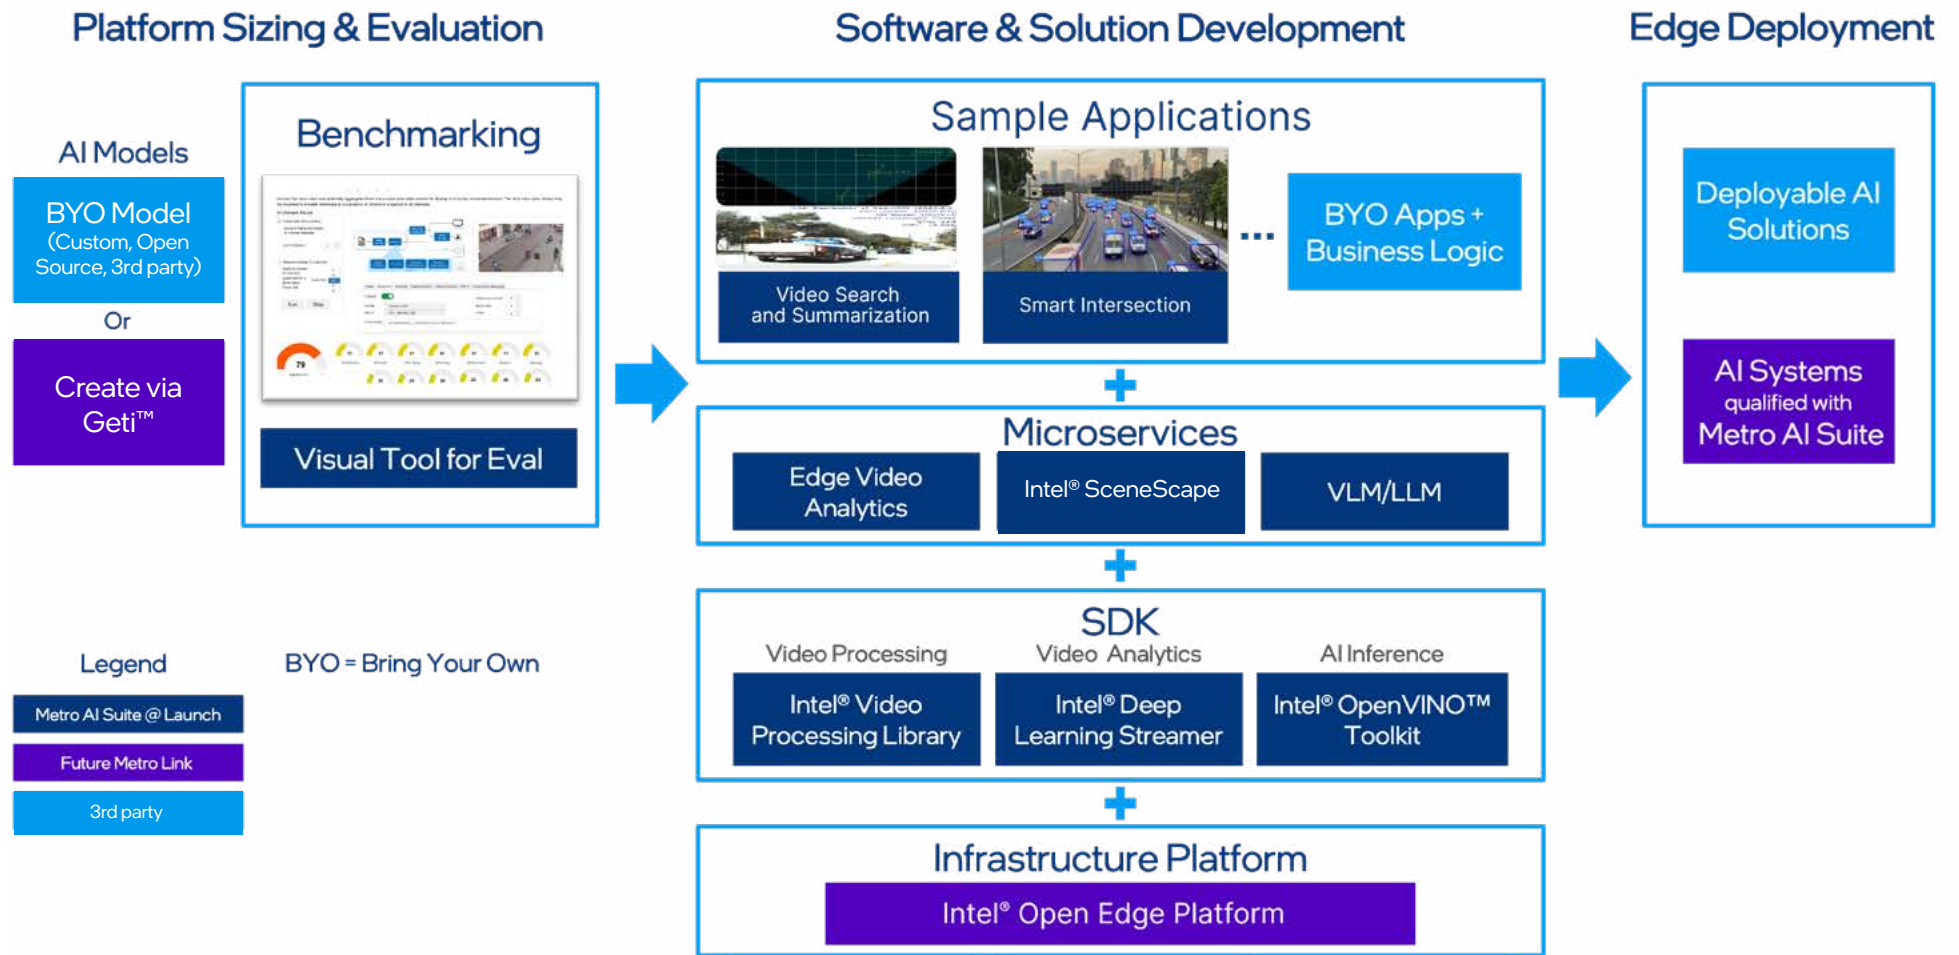 Platform Sizing & Evaluation
Software & Solution Development
Edge Deployment
AI Models
BYO Model
(Custom, Open
Source, 3rd party)
Or
Create via
Geti™
Benchmarking
Run
Stop
79
Visual Tool for Eval
Sample Applications
Video Search
and Summarization
Smart Intersection
...
BYO Apps +
Business Logic
Microservices
Edge Video
Analytics
Intel® SceneScape
VLM/LLM
SDK
Video Processing
Video Analytics
AI Inference
Intel® Video
Processing Library
Intel® Deep
Learning Streamer
Intel® OpenVINO™
Toolkit
Infrastructure Platform
Intel® Open Edge Platform
Deployable AI
Solutions
AI Systems
qualified with
Metro AI Suite
Legend
BYO = Bring Your Own
Metro AI Suite @ Launch
Future Metro Link
3rd party